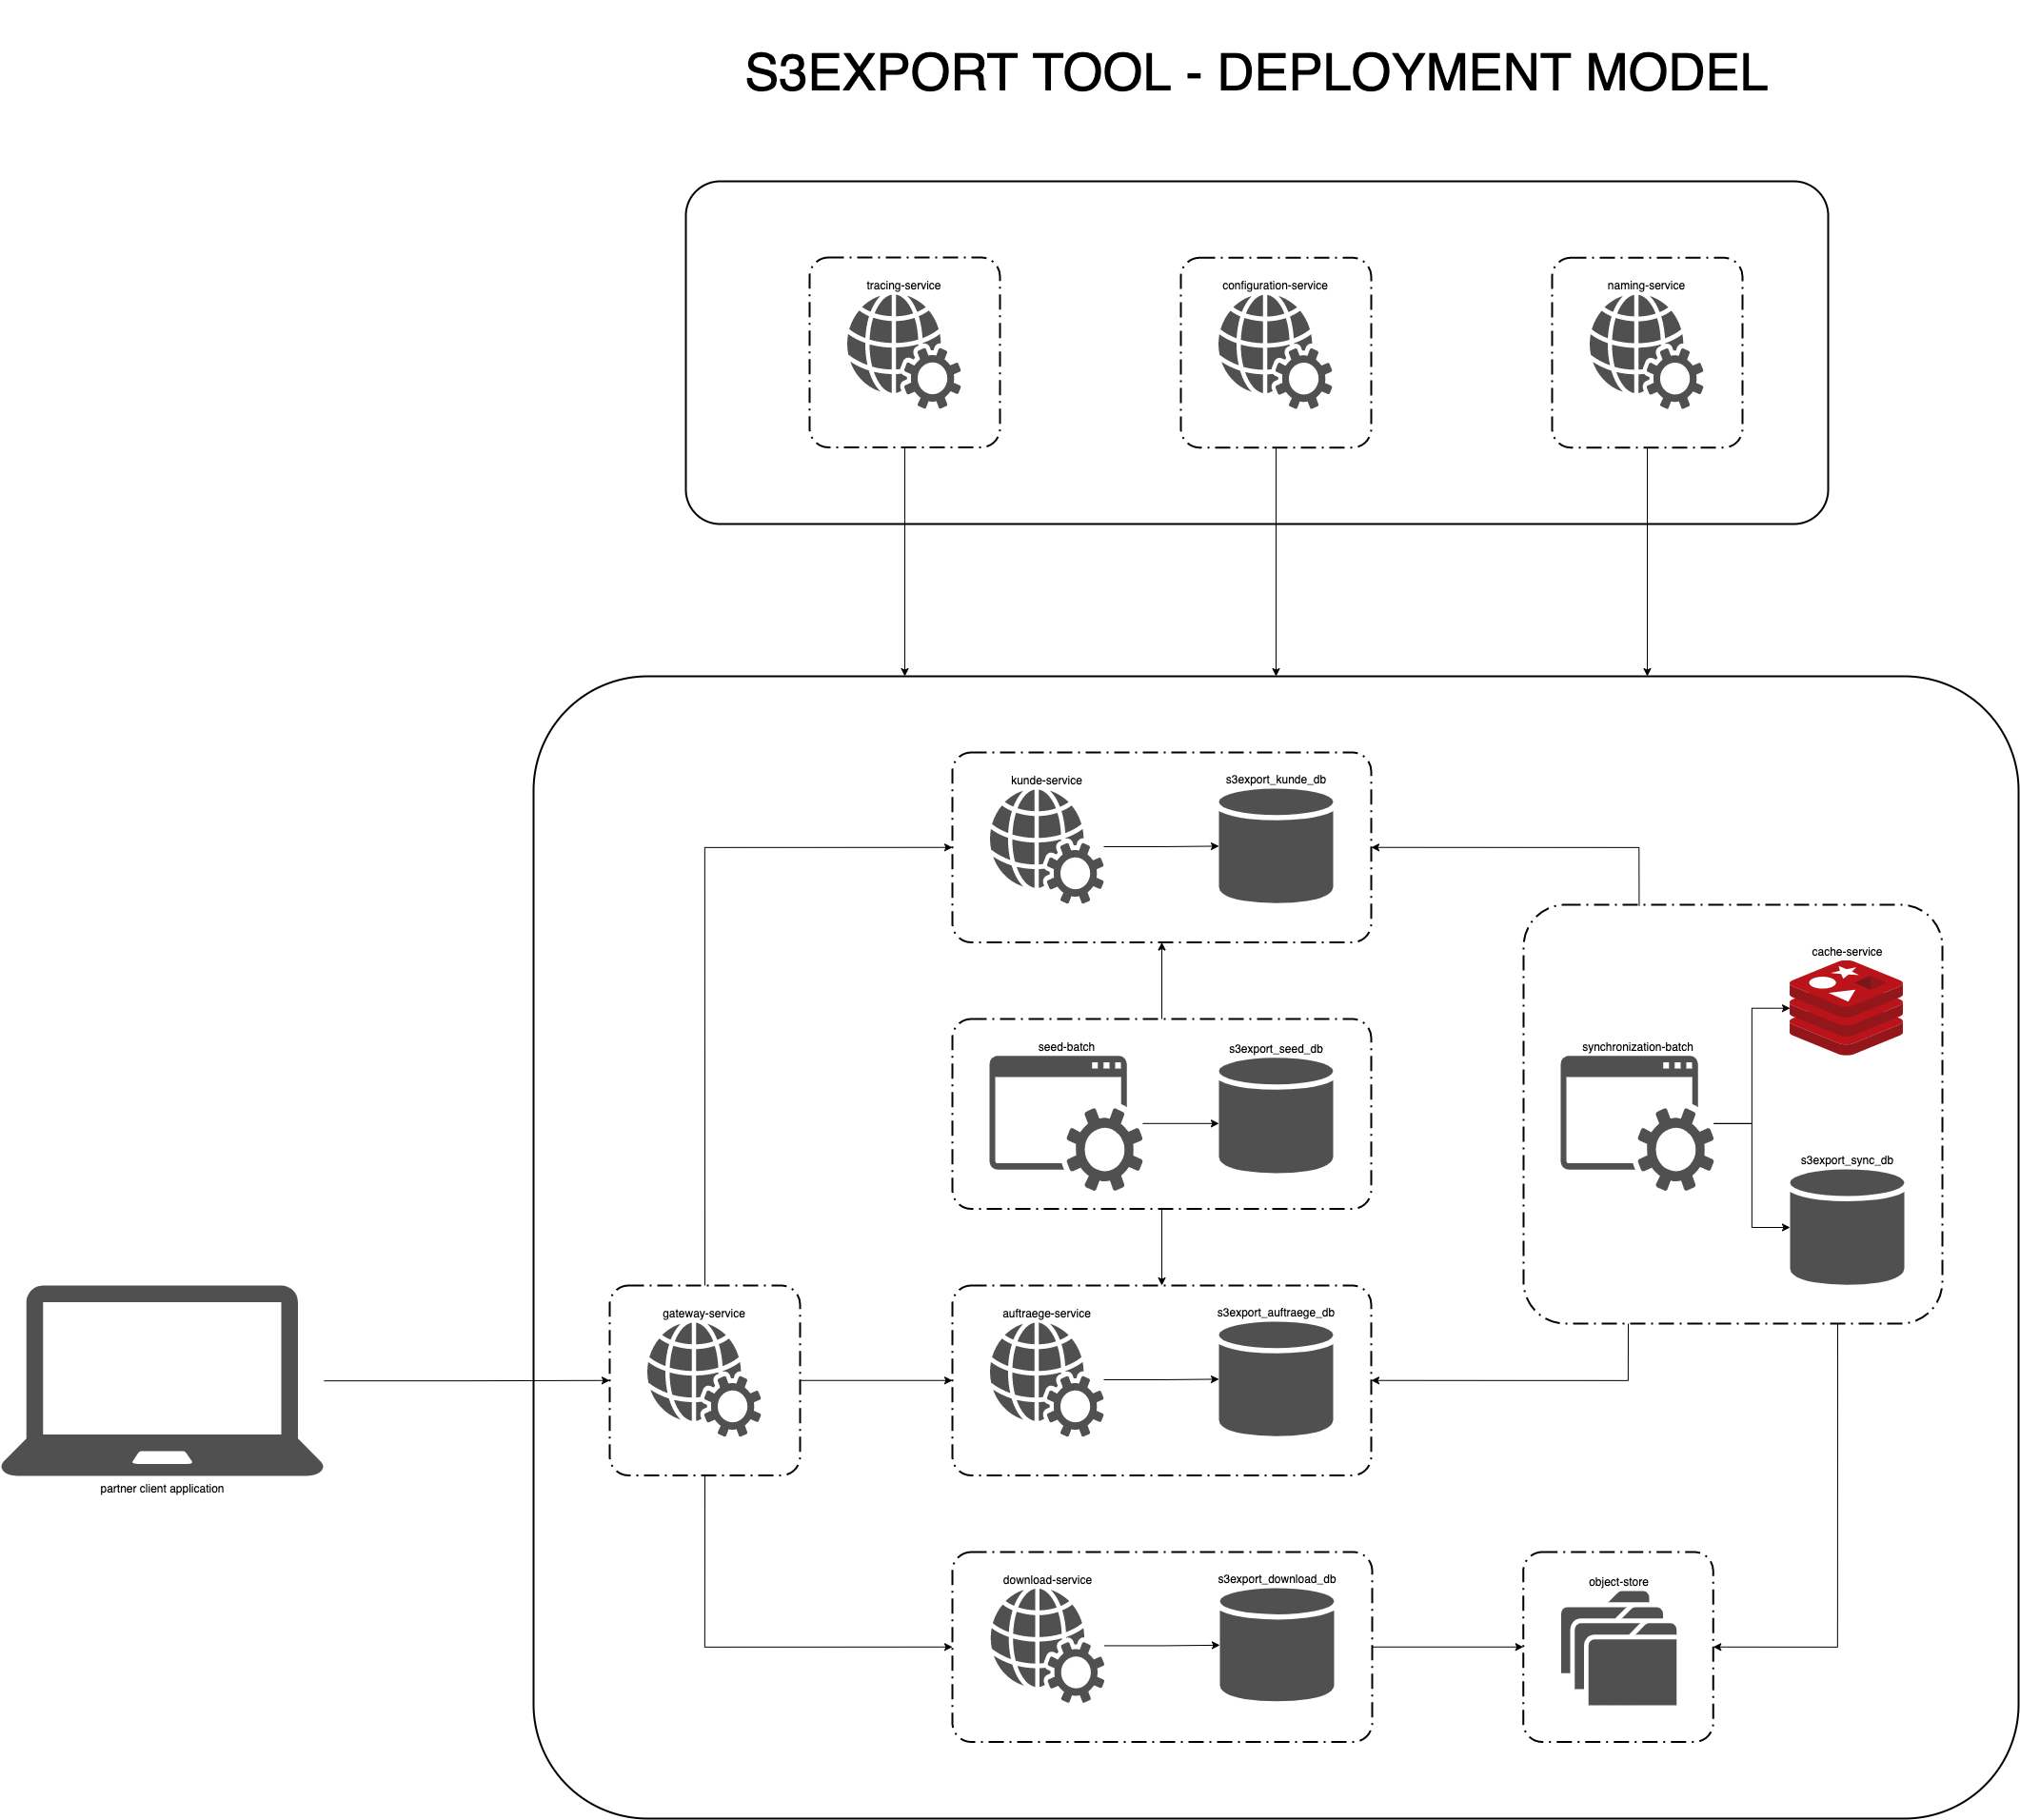 S3EXPORT TOOL - DEPLOYMENT MODEL
tracing-service
configuration-service
naming-service
kunde-service
s3export_kunde_db
cache-service
seed-batch
s3export_seed_db
synchronization-batch
s3export_sync_db
gateway-service
auftraege-service
s3export_auftraege_db
partner client application
download-service
s3export_download_db
object-store